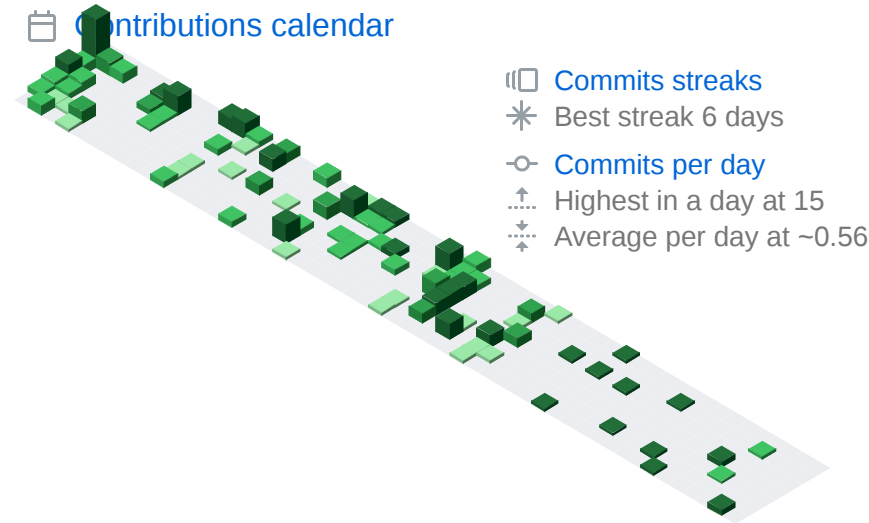 Contributions calendar
Commits streaks
Best streak 6 days
Commits per day
Highest in a day at 15
Average per day at ~0.56